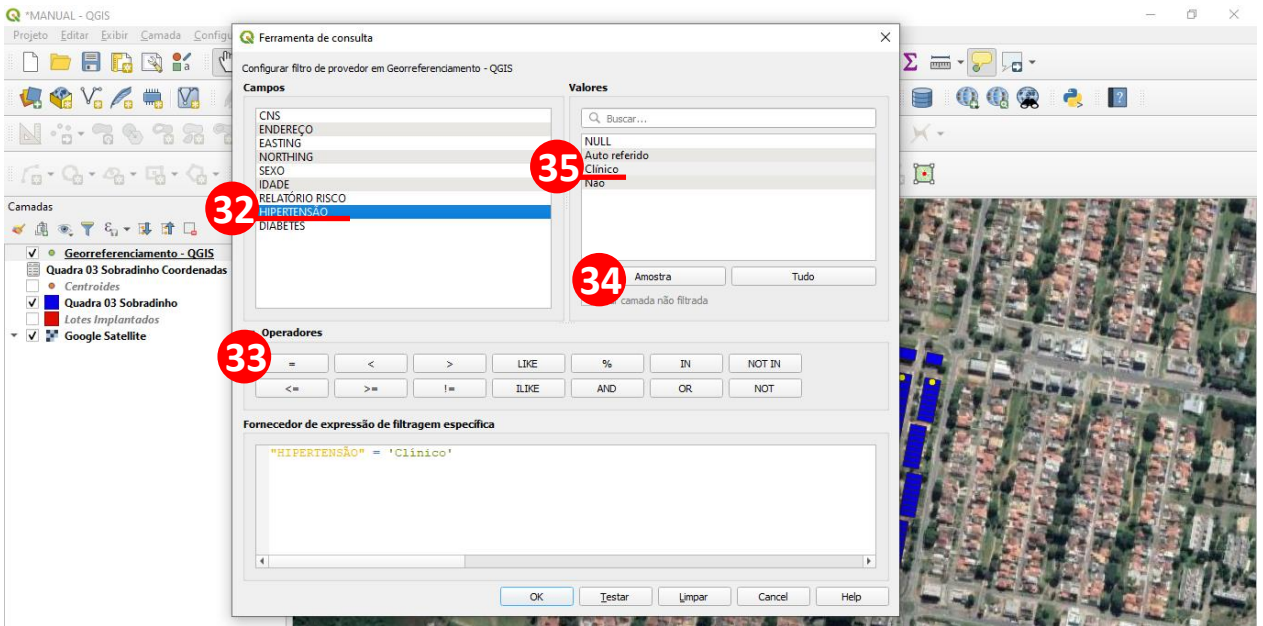 *MANUAL - QGIS
Projeto Editar Exibir Camada Configu
Ferramenta de consulta
Configurar filtro de provedor em Georreferenciamento - QGIS
Campos
CNS
ENDEREÇO
EASTING
NORTHING
SEXO
IDADE
RELATÓRIO RISCO
HIPERTENSÃO
DIABETES
32
Valores
Buscar...
NULL
Auto referido
Clínico
Não
35
34
Amostra Tudo
camada não filtrada
Operadores
33
= < > LIKE % IN NOT IN
<= >= != ILIKE AND OR NOT
Fornecedor de expressão de filtragem específica
"HIPERTENSÃO" = 'Clínico'
OK Testar Limpar Cancel Help
Camadas
Georreferenciamento - QGIS
Quadra 03 Sobradinho Coordenadas
Centroides
Quadra 03 Sobradinho
Lotes Implantados
Google Satellite